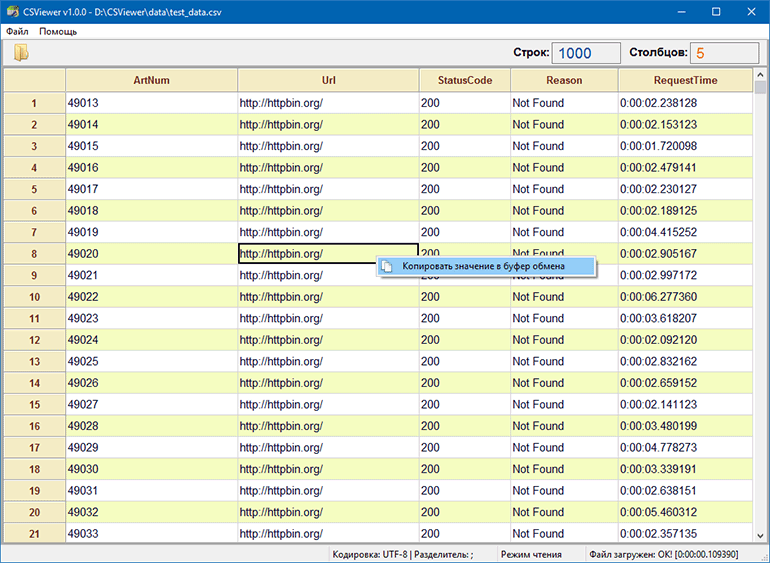 CSViewer v1.0.0 - D:\CSViewer\data\test_data.csv
Файл Помощь
Строк: 1000 Столбцов: 5
ArtNum Url StatusCode Reason RequestTime
1 49013 http://httpbin.org/ 200 Not Found 0:00:02.238128
2 49014 http://httpbin.org/ 200 Not Found 0:00:02.153123
3 49015 http://httpbin.org/ 200 Not Found 0:00:01.720098
4 49016 http://httpbin.org/ 200 Not Found 0:00:02.479141
5 49017 http://httpbin.org/ 200 Not Found 0:00:02.230127
6 49018 http://httpbin.org/ 200 Not Found 0:00:02.189125
7 49019 http://httpbin.org/ 200 Not Found 0:00:04.415252
8 49020 http://httpbin.org/ 200 Not Found 0:00:02.905167
Копировать значение в буфер обмена
9 49021 http://httpbin.org/ 200 Not Found 0:00:02.997172
10 49022 http://httpbin.org/ 200 Not Found 0:00:06.277360
11 49023 http://httpbin.org/ 200 Not Found 0:00:03.618207
12 49024 http://httpbin.org/ 200 Not Found 0:00:02.092120
13 49025 http://httpbin.org/ 200 Not Found 0:00:02.832162
14 49026 http://httpbin.org/ 200 Not Found 0:00:02.659152
15 49027 http://httpbin.org/ 200 Not Found 0:00:02.141123
16 49028 http://httpbin.org/ 200 Not Found 0:00:03.480199
17 49029 http://httpbin.org/ 200 Not Found 0:00:04.778273
18 49030 http://httpbin.org/ 200 Not Found 0:00:03.339191
19 49031 http://httpbin.org/ 200 Not Found 0:00:02.638151
20 49032 http://httpbin.org/ 200 Not Found 0:00:05.460312
21 49033 http://httpbin.org/ 200 Not Found 0:00:02.357135
Кодировка: UTF-8 | Разделитель: ; Режим чтения Файл загружен: OK! [0:00:00.109390]